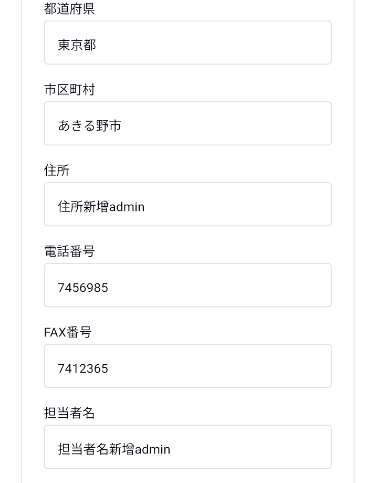 都道府県
東京都
市区町村
あきる野市
住所
住所新增admin
電話番号
7456985
FAX番号
7412365
担当者名
担当者名新增admin